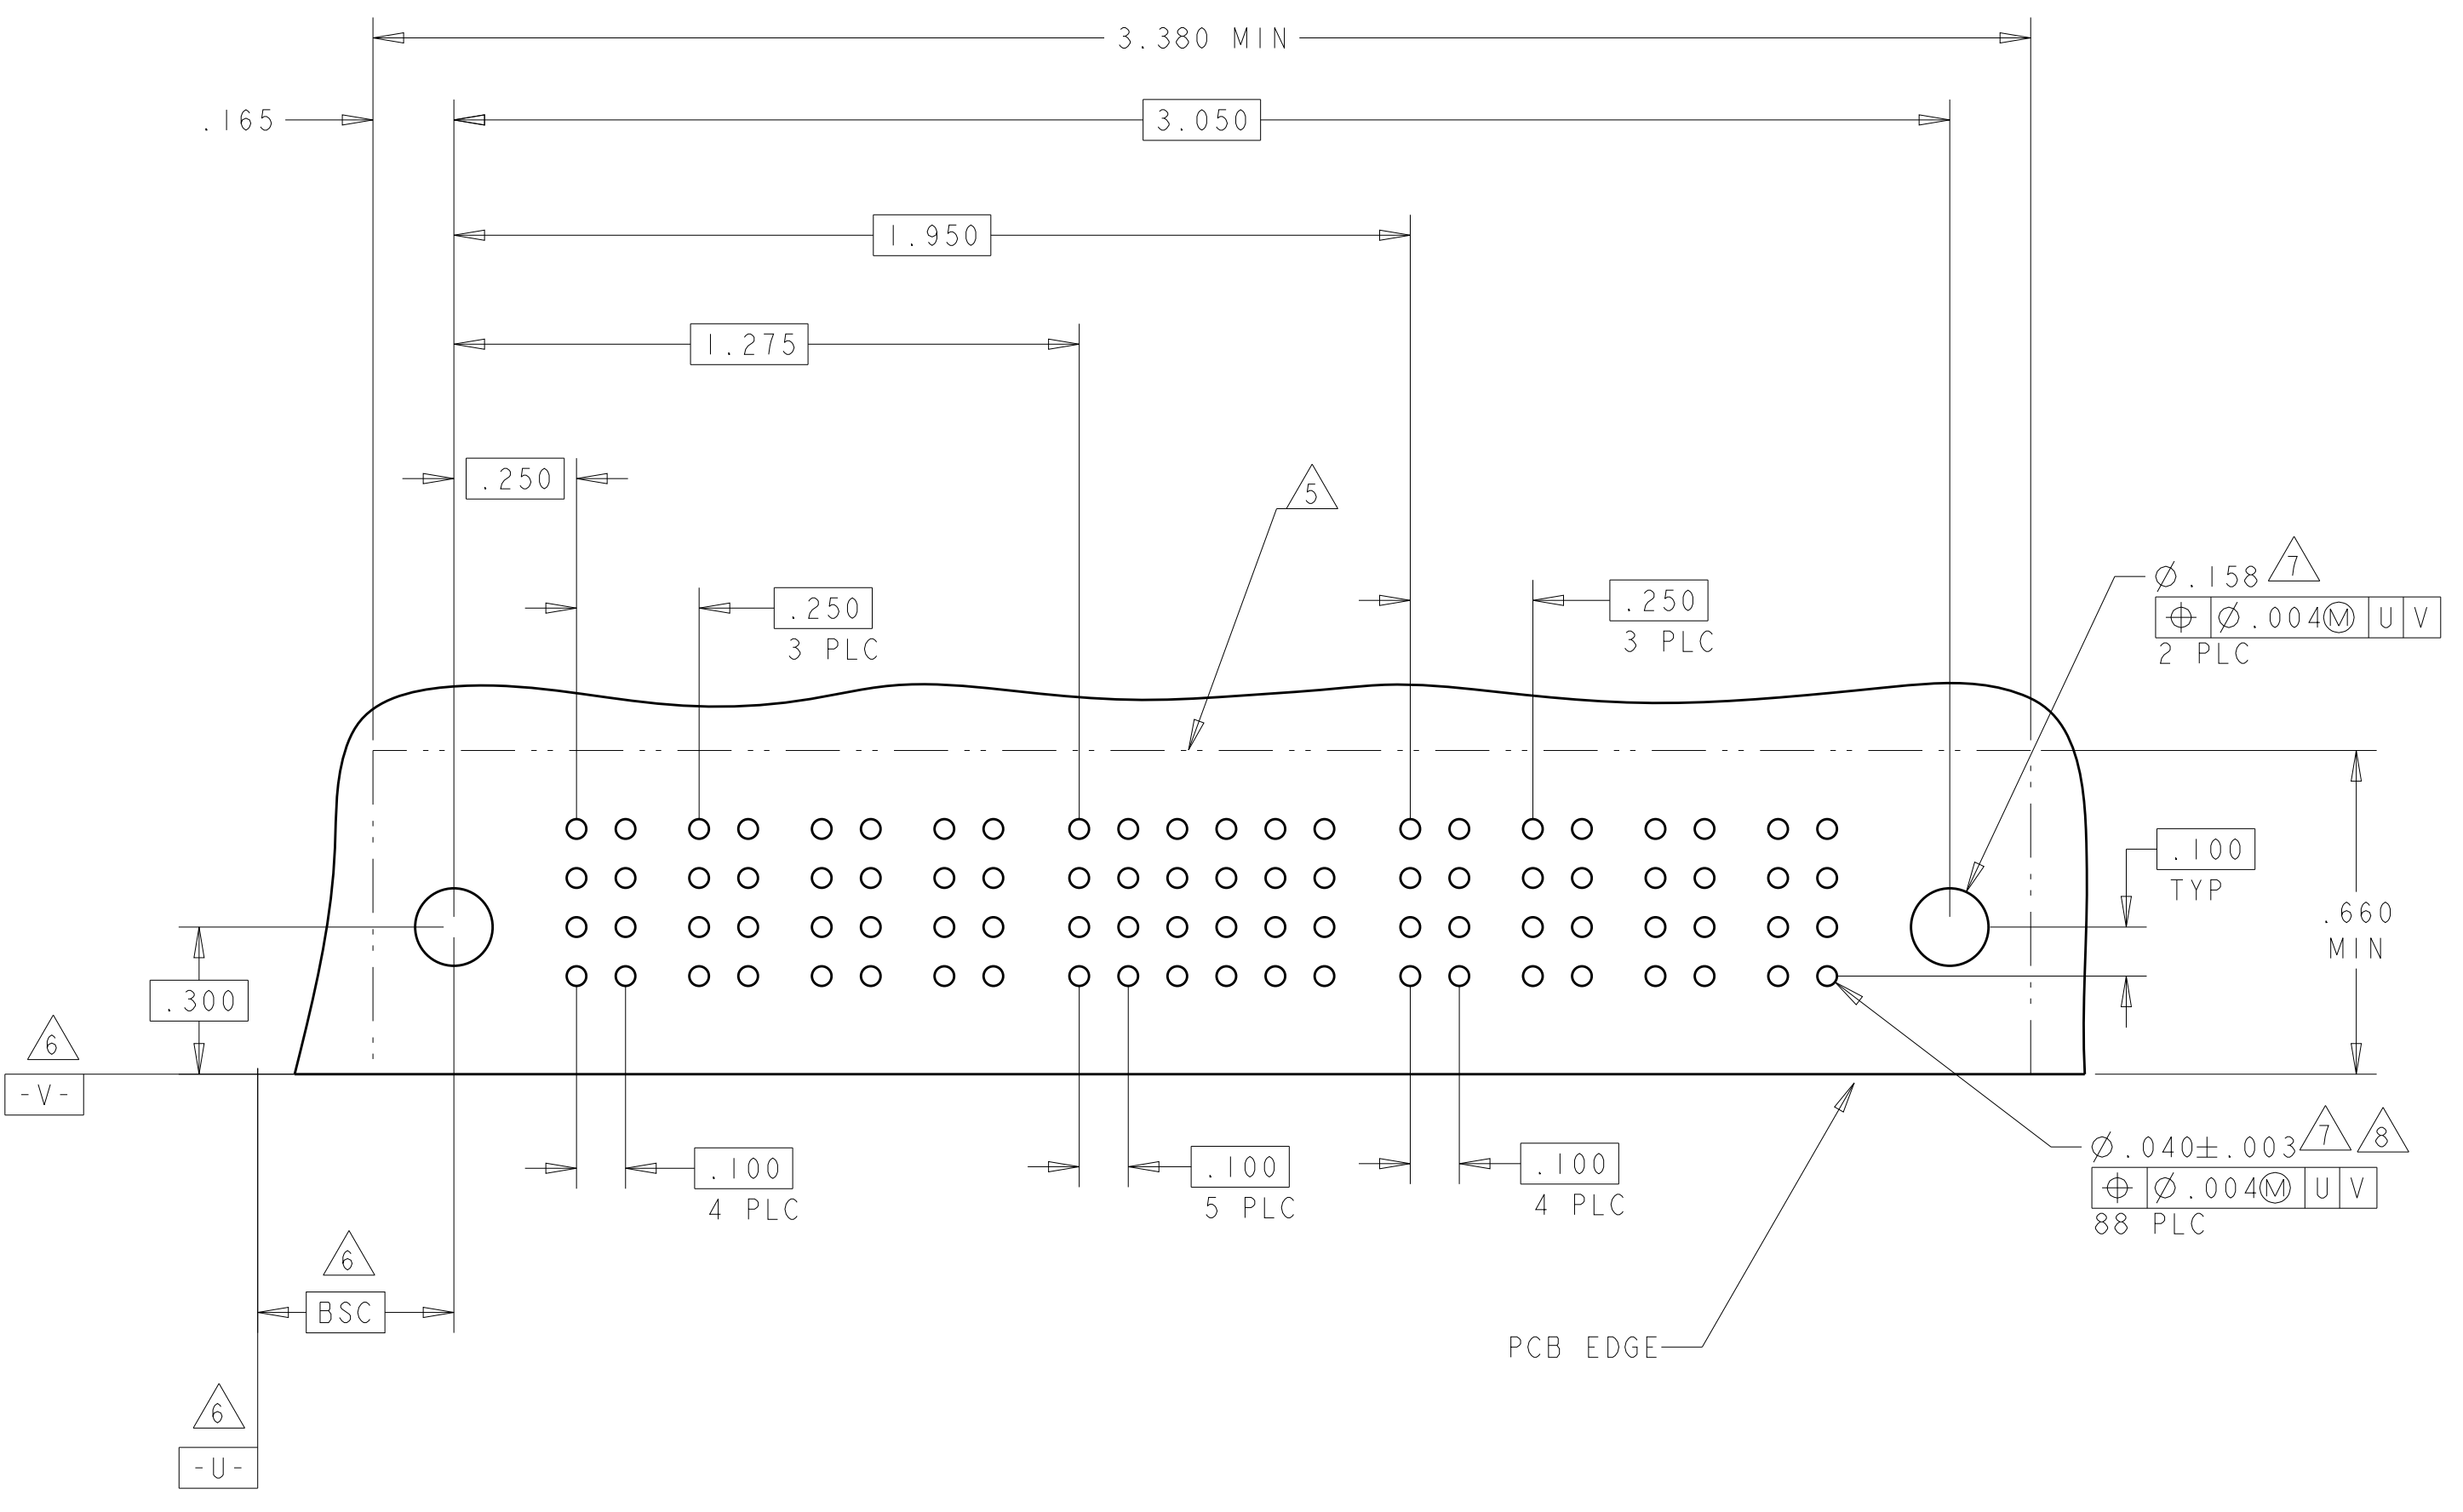 3.380 MIN
.165
3.050
1.950
1.275
.250
5
.250
3 PLC
.250
3 PLC
⌀.158 7
⌖ ⌀.004Ⓜ U V
2 PLC
.100
TYP
.660
MIN
.300
6
-V-
⌀.040±.003 7 8
⌖ ⌀.004Ⓜ U V
88 PLC
.100
4 PLC
.100
5 PLC
.100
4 PLC
6
BSC
PCB EDGE
6
-U-